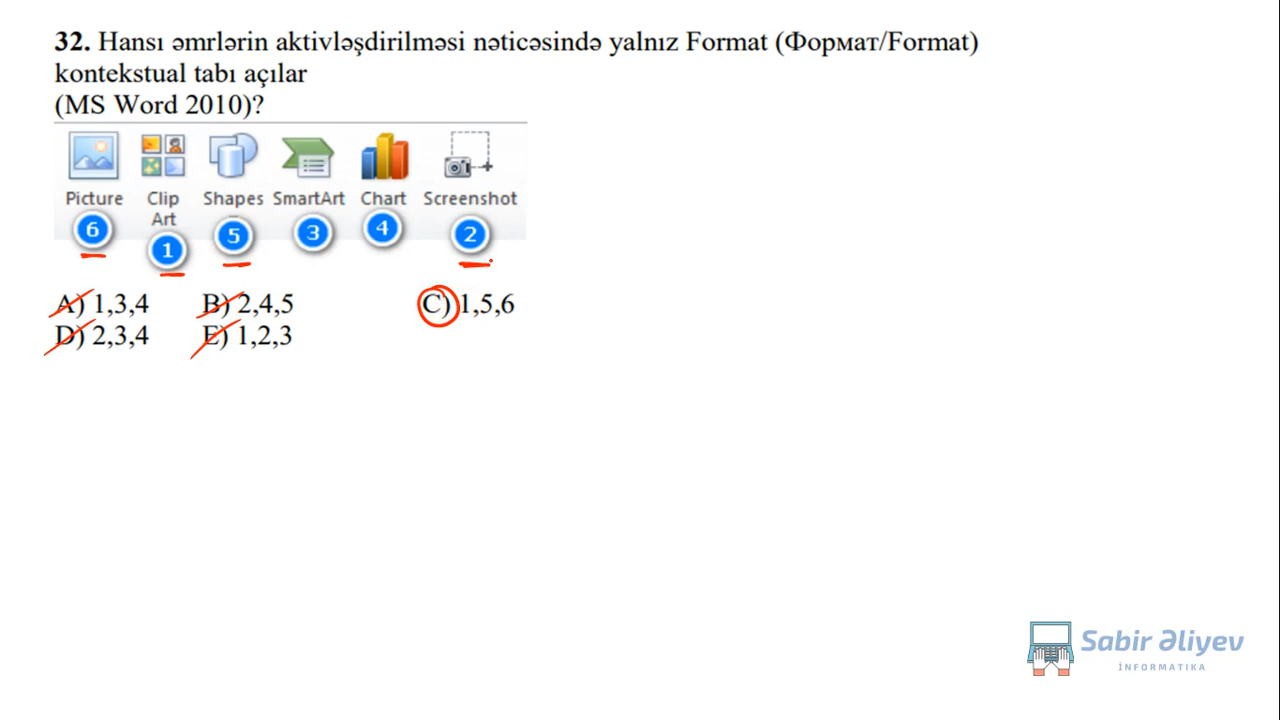 32. Hansı əmrlərin aktivləşdirilməsi nəticəsində yalnız Format (Формат/Format)
kontekstual tabı açılar
(MS Word 2010)?
Picture Clip Art Shapes SmartArt Chart Screenshot
6 1 5 3 4 2
A) 1,3,4 B) 2,4,5 C) 1,5,6
D) 2,3,4 E) 1,2,3
Sabir Əliyev
İNFORMATIKA